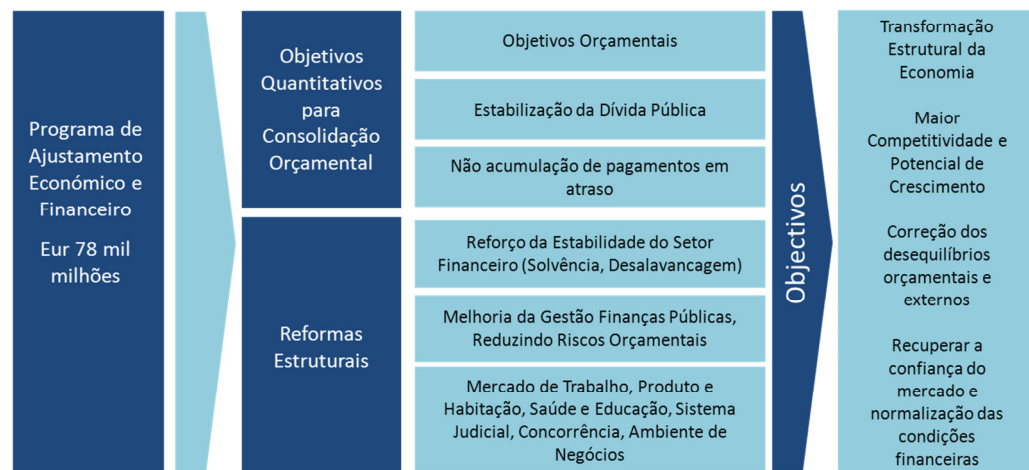 Programa de
Ajustamento
Económico e
Financeiro
Eur 78 mil
milhões
Objetivos
Quantitativos
para
Consolidação
Orçamental
Reformas
Estruturais
Objetivos Orçamentais
Estabilização da Dívida Pública
Não acumulação de pagamentos em
atraso
Reforço da Estabilidade do Setor
Financeiro (Solvência, Desalavancagem)
Melhoria da Gestão Finanças Públicas,
Reduzindo Riscos Orçamentais
Mercado de Trabalho, Produto e
Habitação, Saúde e Educação, Sistema
Judicial, Concorrência, Ambiente de
Negócios
Objectivos
Transformação
Estrutural da
Economia
Maior
Competitividade e
Potencial de
Crescimento
Correção dos
desequilíbrios
orçamentais e
externos
Recuperar a
confiança do
mercado e
normalização das
condições
financeiras